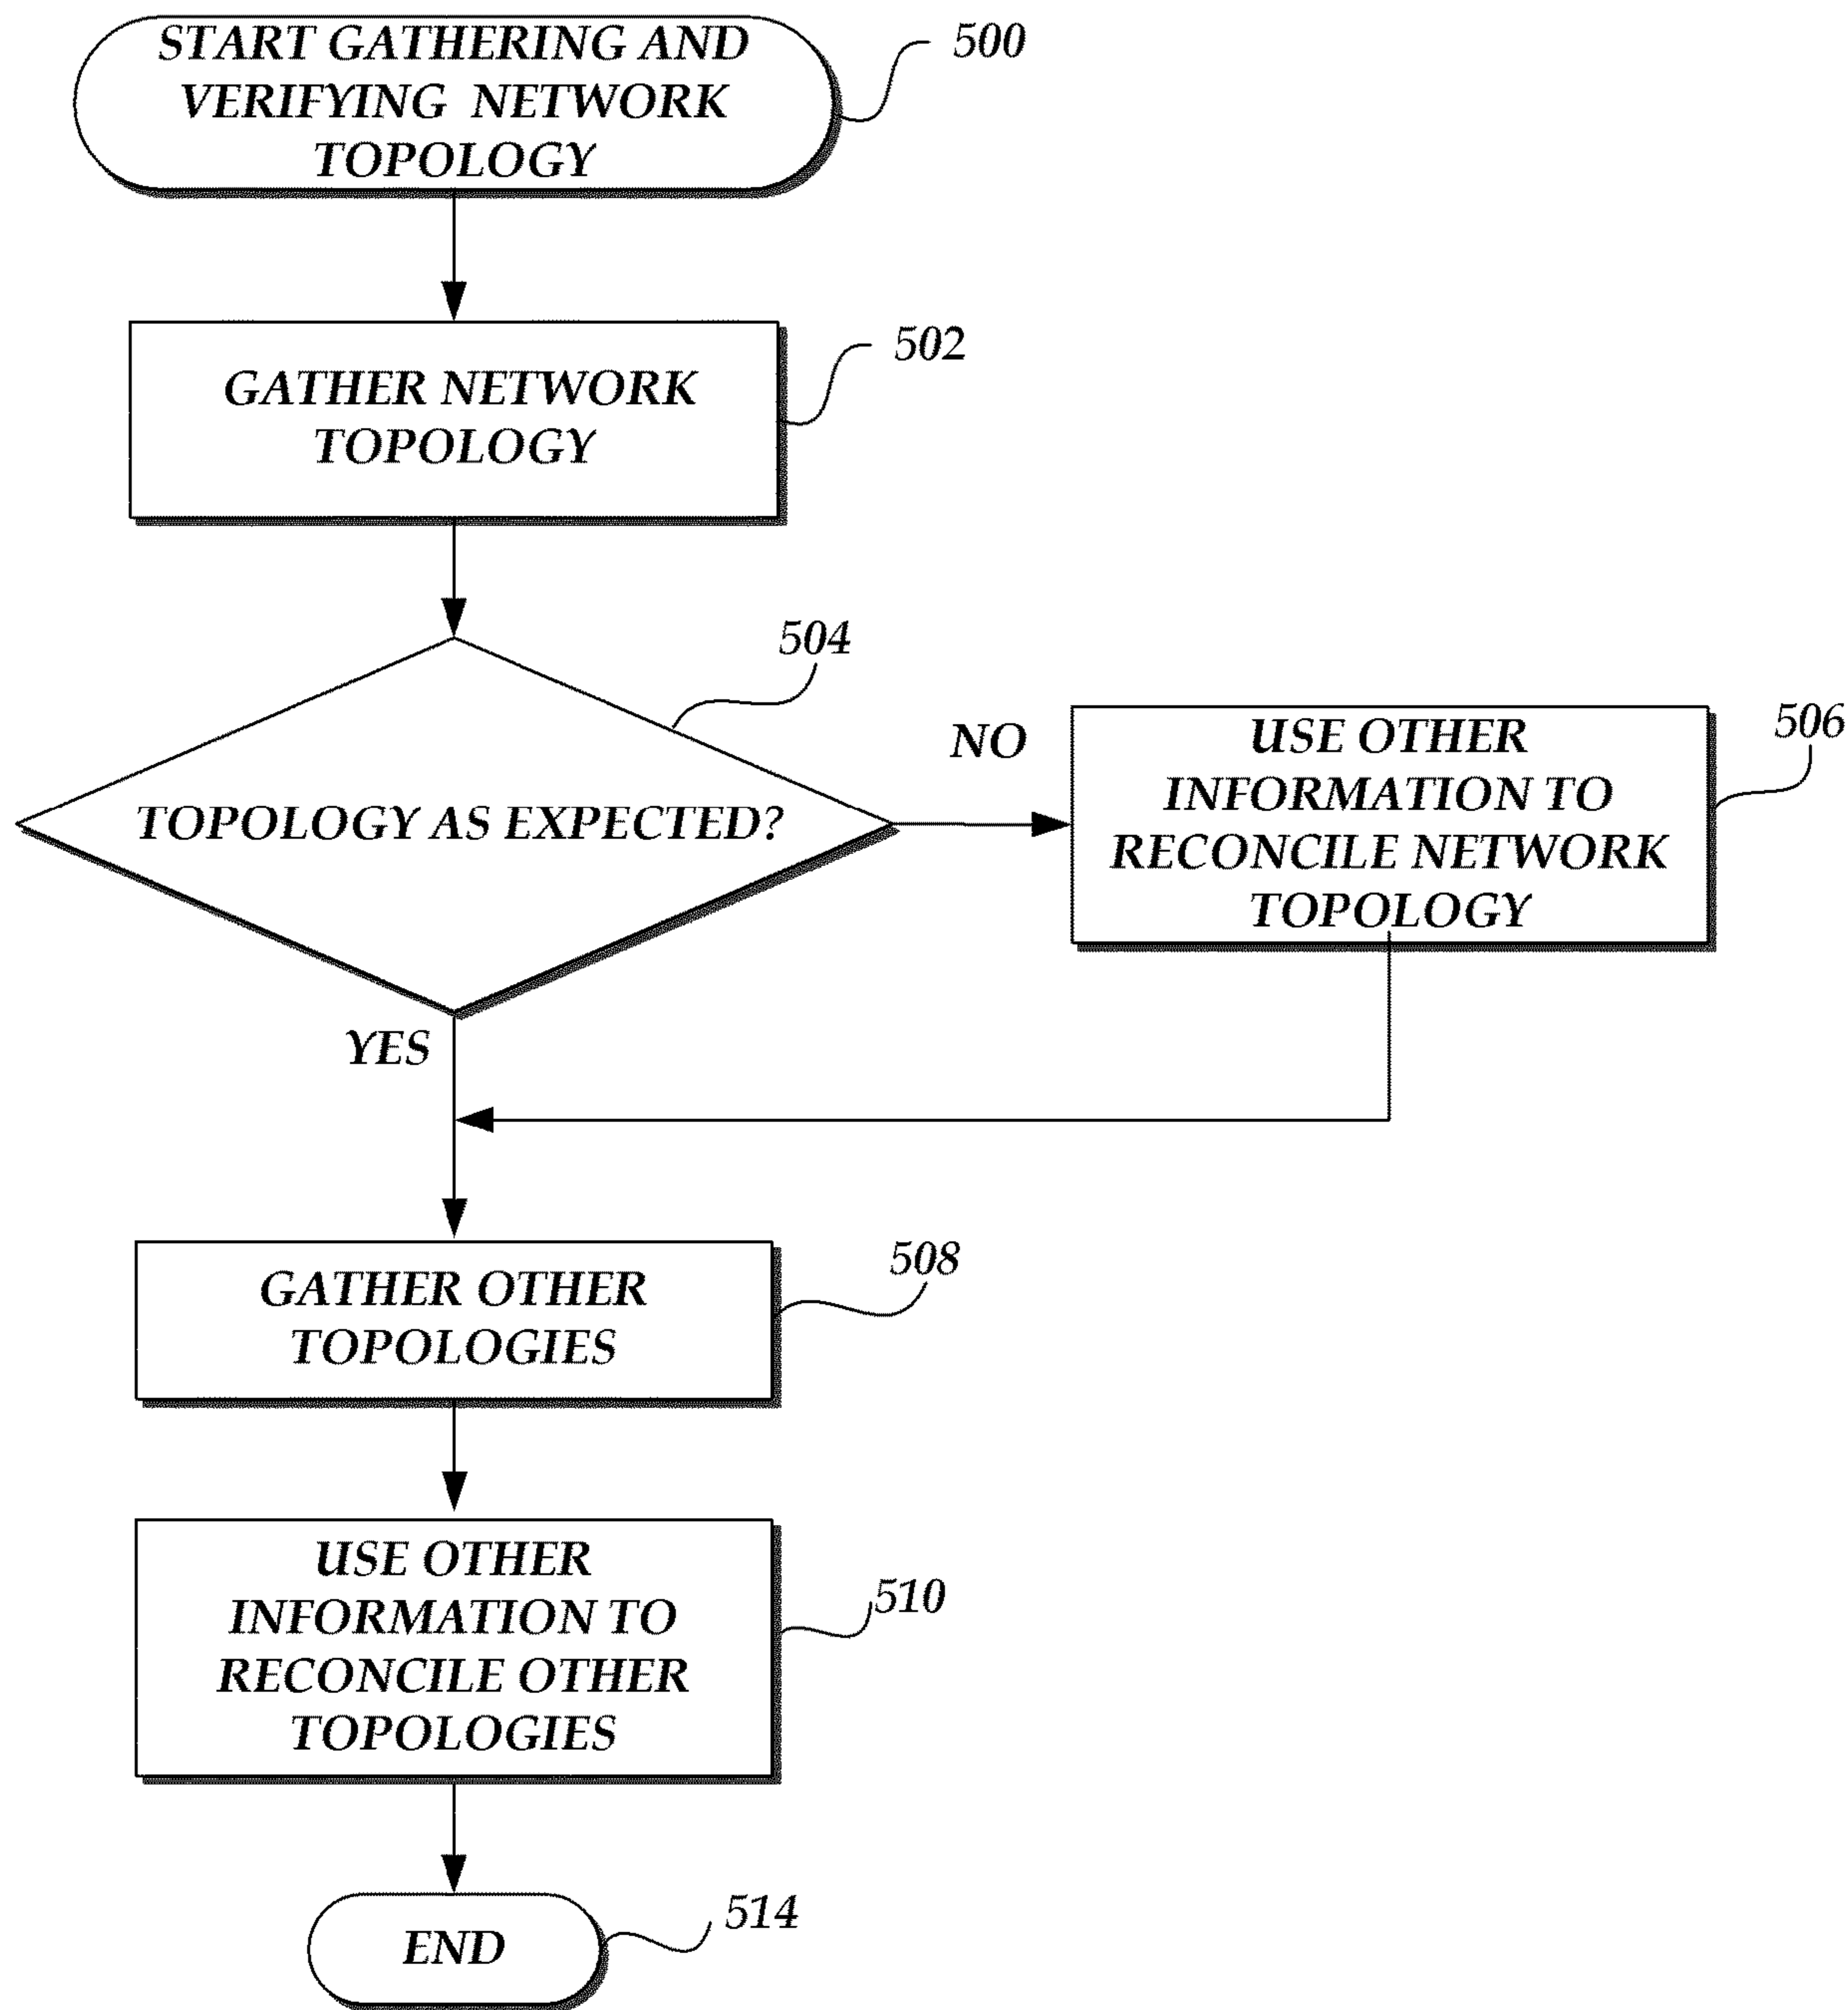 START GATHERING AND
VERIFYING NETWORK
TOPOLOGY
500
GATHER NETWORK
TOPOLOGY
502
504
TOPOLOGY AS EXPECTED?
NO
USE OTHER
INFORMATION TO
RECONCILE NETWORK
TOPOLOGY
506
YES
GATHER OTHER
TOPOLOGIES
508
USE OTHER
INFORMATION TO
RECONCILE OTHER
TOPOLOGIES
510
END
514